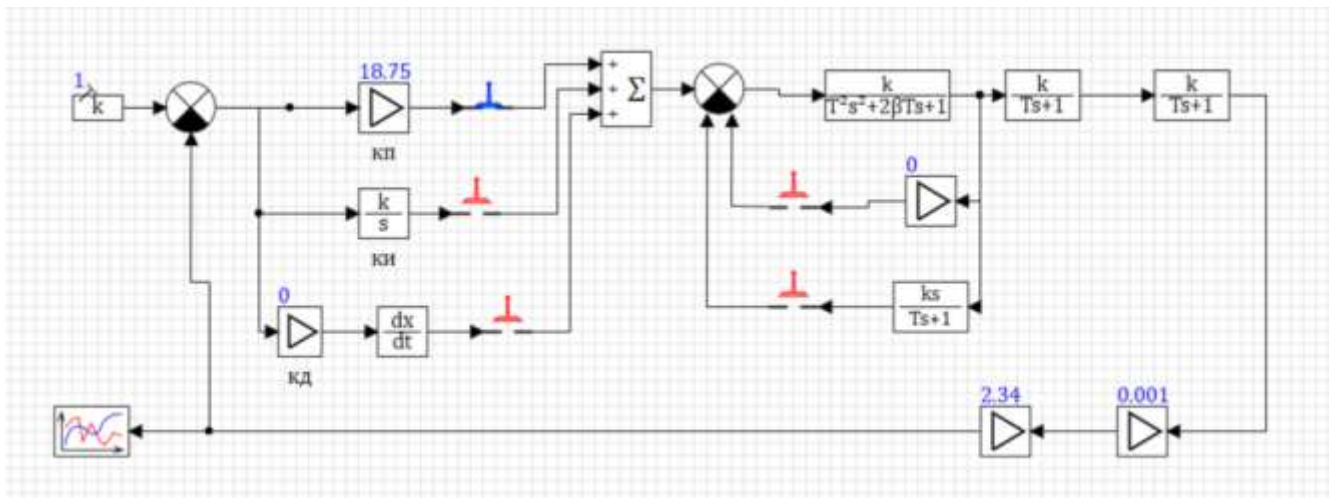 1
k
18.75
кп
+
+
+
Σ
k
T²s²+2βTs+1
k
Ts+1
k
Ts+1
0
k
s
ки
ks
Ts+1
0
dx
dt
кд
2.34
0.001